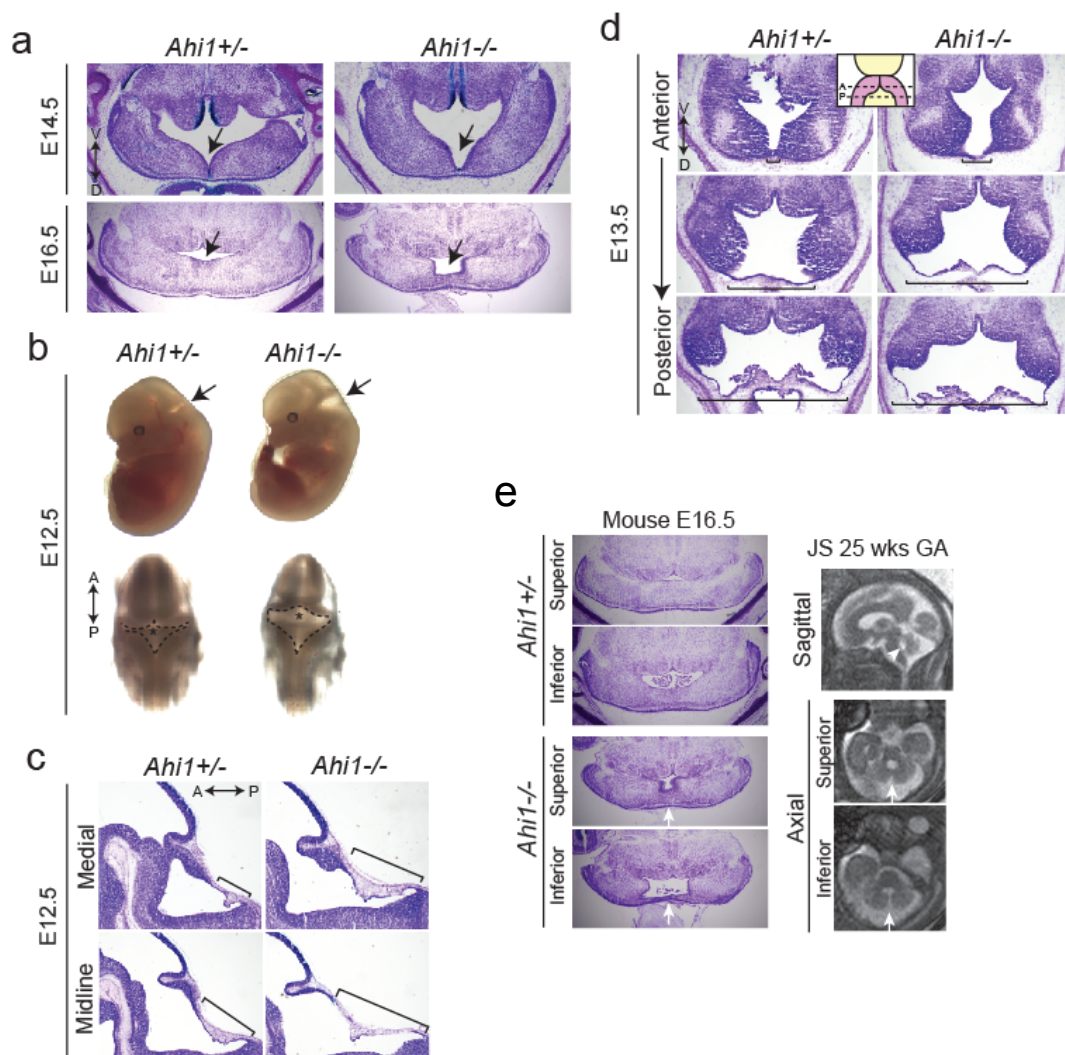 a
Ahi1+/-
Ahi1-/-
E14.5
V
D
E16.5
b
Ahi1+/-
Ahi1-/-
E12.5
A
P
*
*
c
Ahi1+/-
Ahi1-/-
A
P
E12.5
Medial
Midline
d
Ahi1+/-
Ahi1-/-
A
P
V
D
E13.5
Anterior
Posterior
e
Mouse E16.5
Ahi1+/-
Superior
Inferior
Ahi1-/-
Superior
Inferior
JS 25 wks GA
Sagittal
Axial
Superior
Inferior